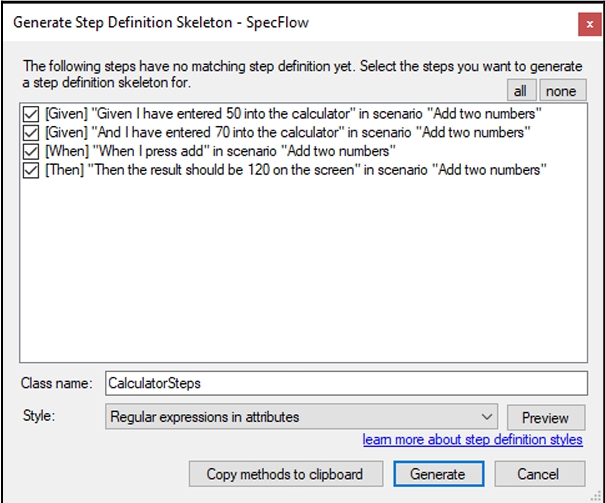 Generate Step Definition Skeleton - SpecFlow
The following steps have no matching step definition yet. Select the steps you want to generate
a step definition skeleton for.
all none
[Given] "Given I have entered 50 into the calculator" in scenario "Add two numbers"
[Given] "And I have entered 70 into the calculator" in scenario "Add two numbers"
[When] "When I press add" in scenario "Add two numbers"
[Then] "Then the result should be 120 on the screen" in scenario "Add two numbers"
Class name: CalculatorSteps
Style: Regular expressions in attributes Preview
learn more about step definition styles
Copy methods to clipboard Generate Cancel